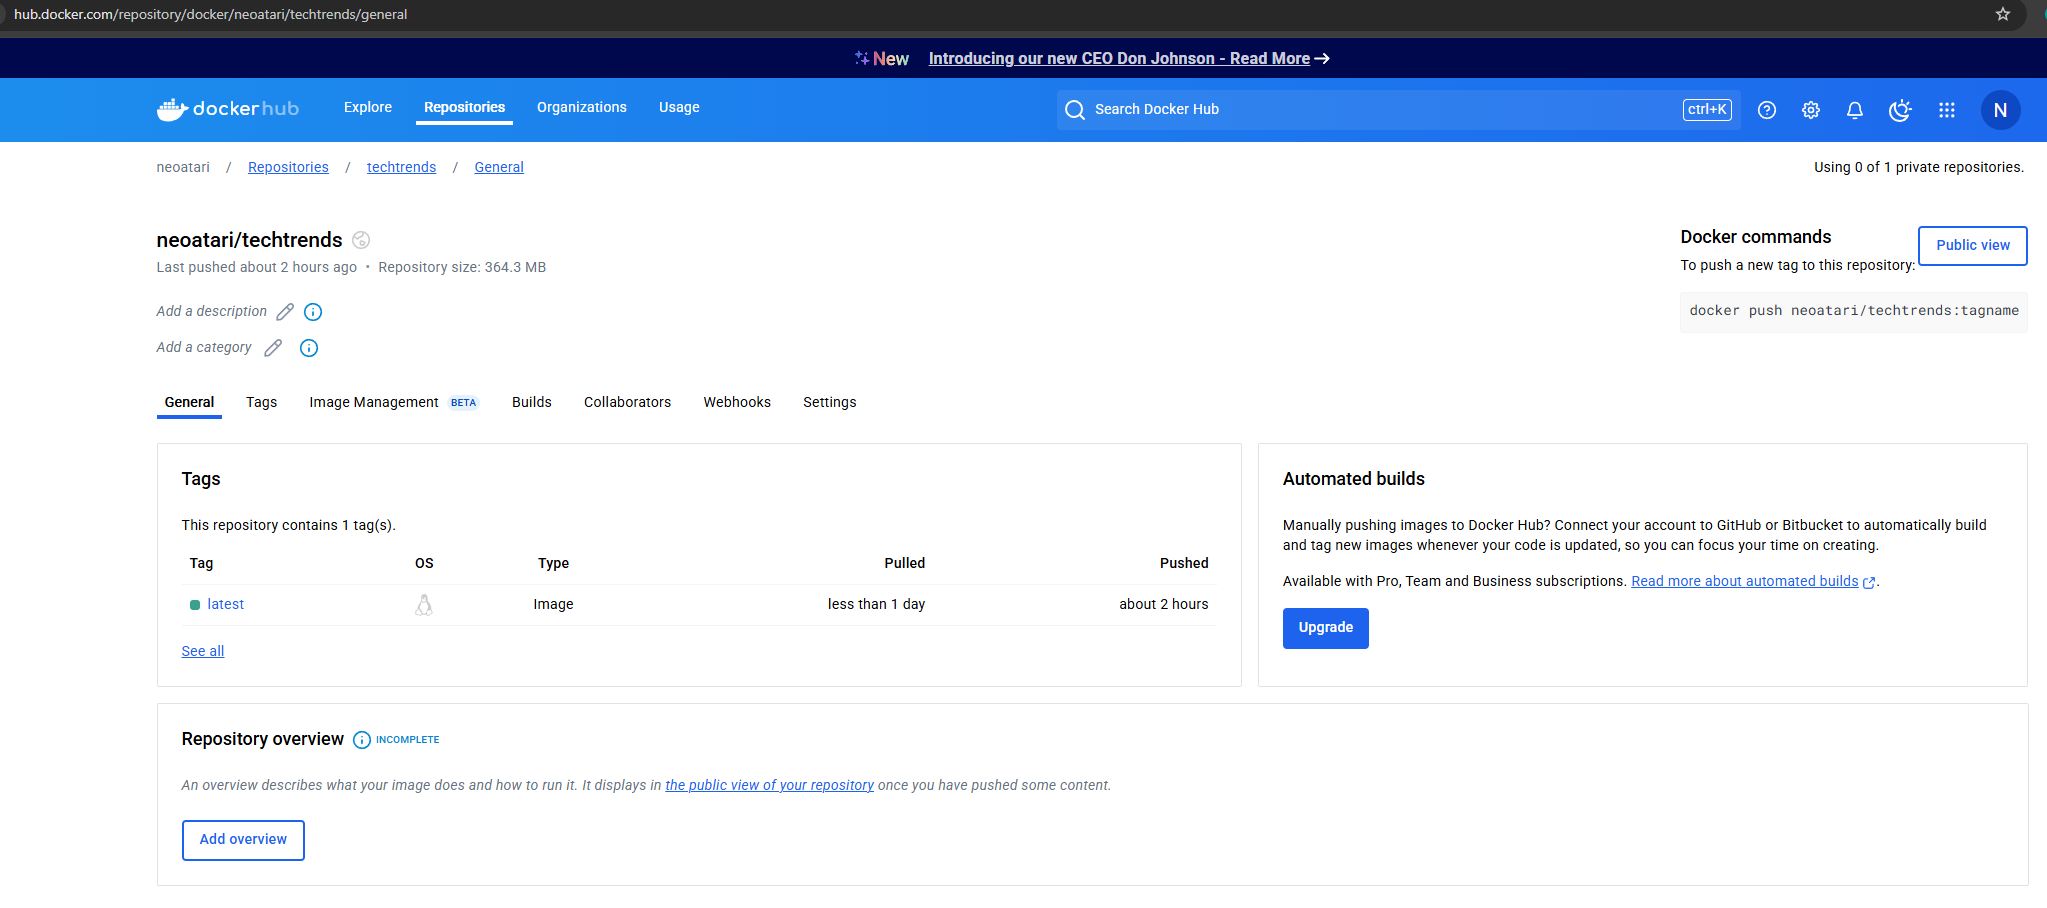 hub.docker.com/repository/docker/neoatari/techtrends/general
New Introducing our new CEO Don Johnson - Read More
dockerhub Explore Repositories Organizations Usage Search Docker Hub ctrl+K N
neoatari / Repositories / techtrends / General Using 0 of 1 private repositories.
neoatari/techtrends
Last pushed about 2 hours ago • Repository size: 364.3 MB
Add a description
Add a category
Docker commands
Public view
To push a new tag to this repository:
docker push neoatari/techtrends:tagname
General Tags Image Management BETA Builds Collaborators Webhooks Settings
Tags
This repository contains 1 tag(s).
Tag OS Type Pulled Pushed
latest Image less than 1 day about 2 hours
See all
Automated builds
Manually pushing images to Docker Hub? Connect your account to GitHub or Bitbucket to automatically build
and tag new images whenever your code is updated, so you can focus your time on creating.
Available with Pro, Team and Business subscriptions. Read more about automated builds.
Upgrade
Repository overview INCOMPLETE
An overview describes what your image does and how to run it. It displays in the public view of your repository once you have pushed some content.
Add overview